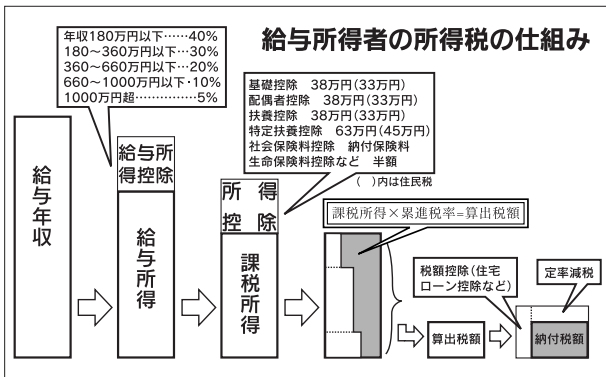 給与所得者の所得税の仕組み
年収180万円以下……40%
180～360万円以下…30%
360～660万円以下…20%
660～1000万円以下･10%
1000万円超……………5%
基礎控除　38万円(33万円)
配偶者控除　38万円(33万円)
扶養控除　38万円(33万円)
特定扶養控除　63万円(45万円)
社会保険料控除　納付保険料
生命保険料控除など　半額
(　)内は住民税
給与年収
給与所
得控除
給与所得
所　得
控　除
課税所得
課税所得×累進税率=算出税額
算出税額
税額控除(住宅
ローン控除など)
定率減税
納付税額